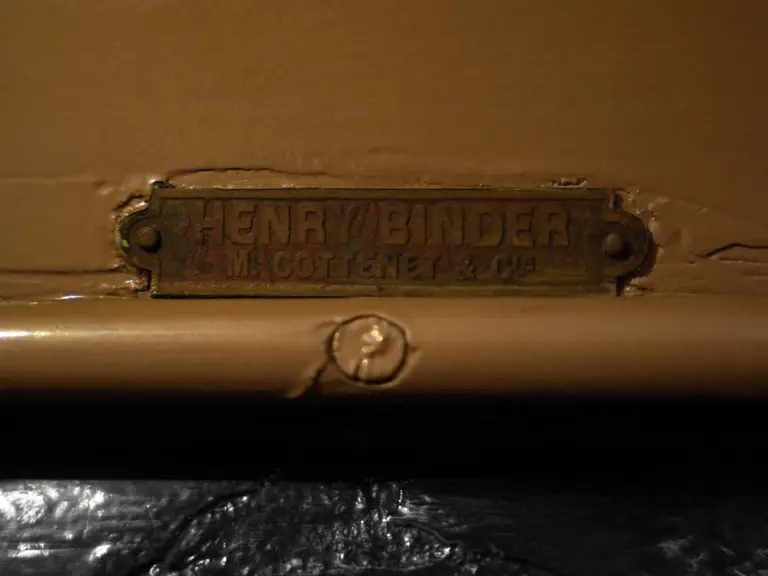 HENRY BINDER
M. COTTENET & Cie